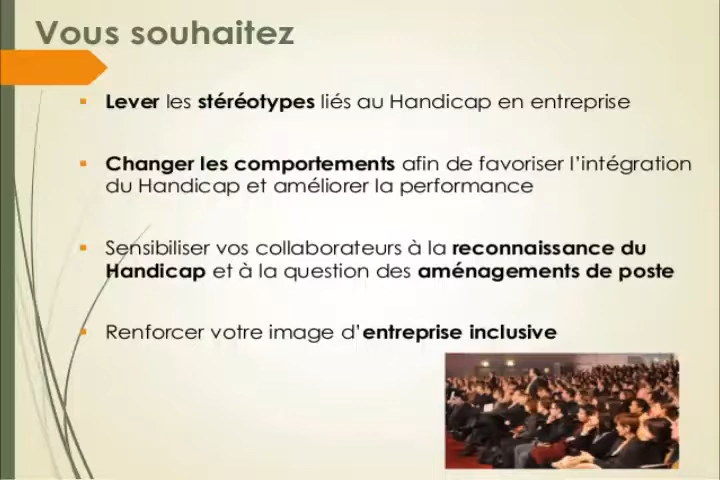 Vous souhaitez
▪ Lever les stéréotypes liés au Handicap en entreprise
▪ Changer les comportements afin de favoriser l'intégration
du Handicap et améliorer la performance
▪ Sensibiliser vos collaborateurs à la reconnaissance du
Handicap et à la question des aménagements de poste
▪ Renforcer votre image d'entreprise inclusive